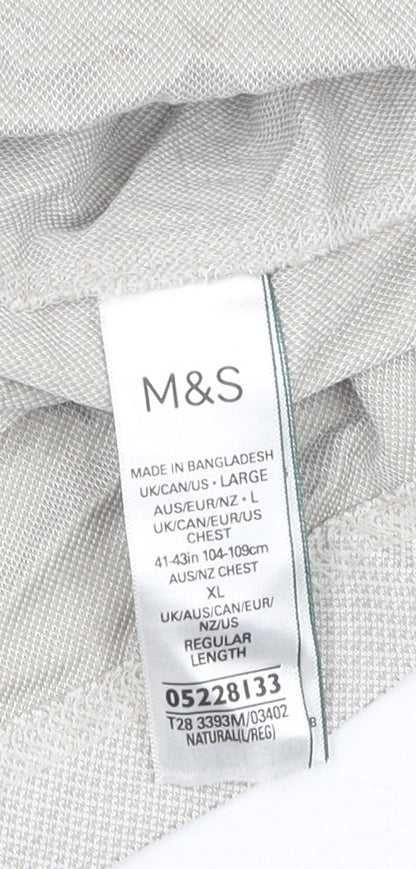 M&S
MADE IN BANGLADESH
UK/CAN/US • LARGE
AUS/EUR/NZ • L
UK/CAN/EUR/US
CHEST
41-43in 104-109cm
AUS/NZ CHEST
XL
UK/AUS/CAN/EUR/
NZ/US
REGULAR
LENGTH
05228133
T28 3393M/03402
NATURAL(L/REG)
B